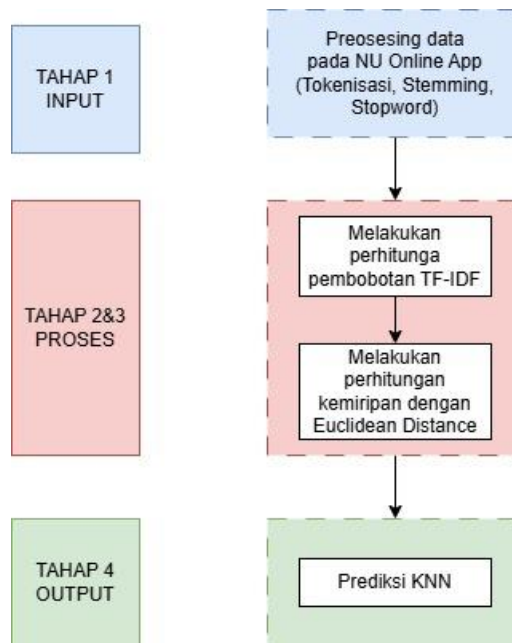 TAHAP 1
INPUT
Preosesing data
pada NU Online App
(Tokenisasi, Stemming,
Stopword)
TAHAP 2&3
PROSES
Melakukan
perhitunga
pembobotan TF-IDF
Melakukan
perhitungan
kemiripan dengan
Euclidean Distance
TAHAP 4
OUTPUT
Prediksi KNN